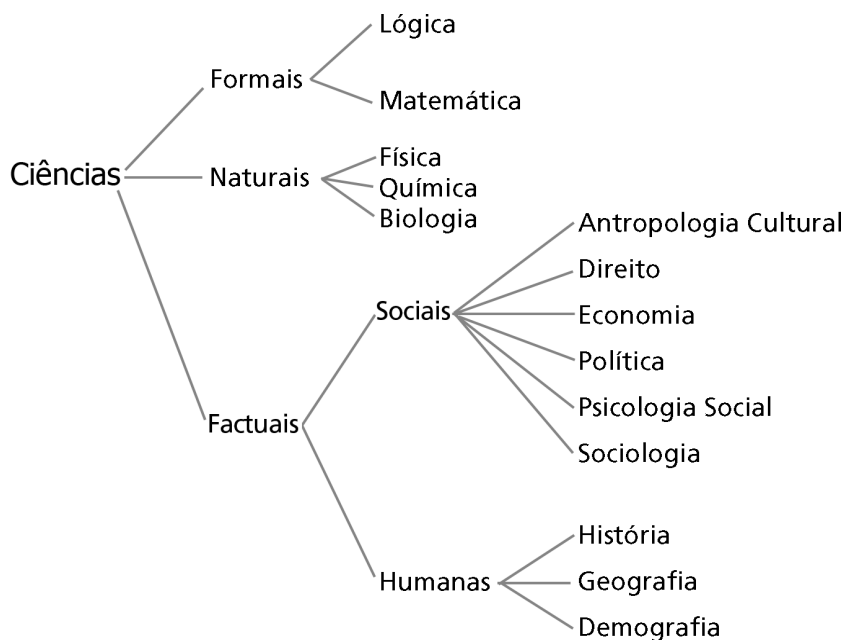 Lógica
Formais
Matemática
Física
Ciências
Naturais
Química
Biologia
Antropologia Cultural
Direito
Sociais
Economia
Política
Psicologia Social
Factuais
Sociologia
História
Humanas
Geografia
Demografia